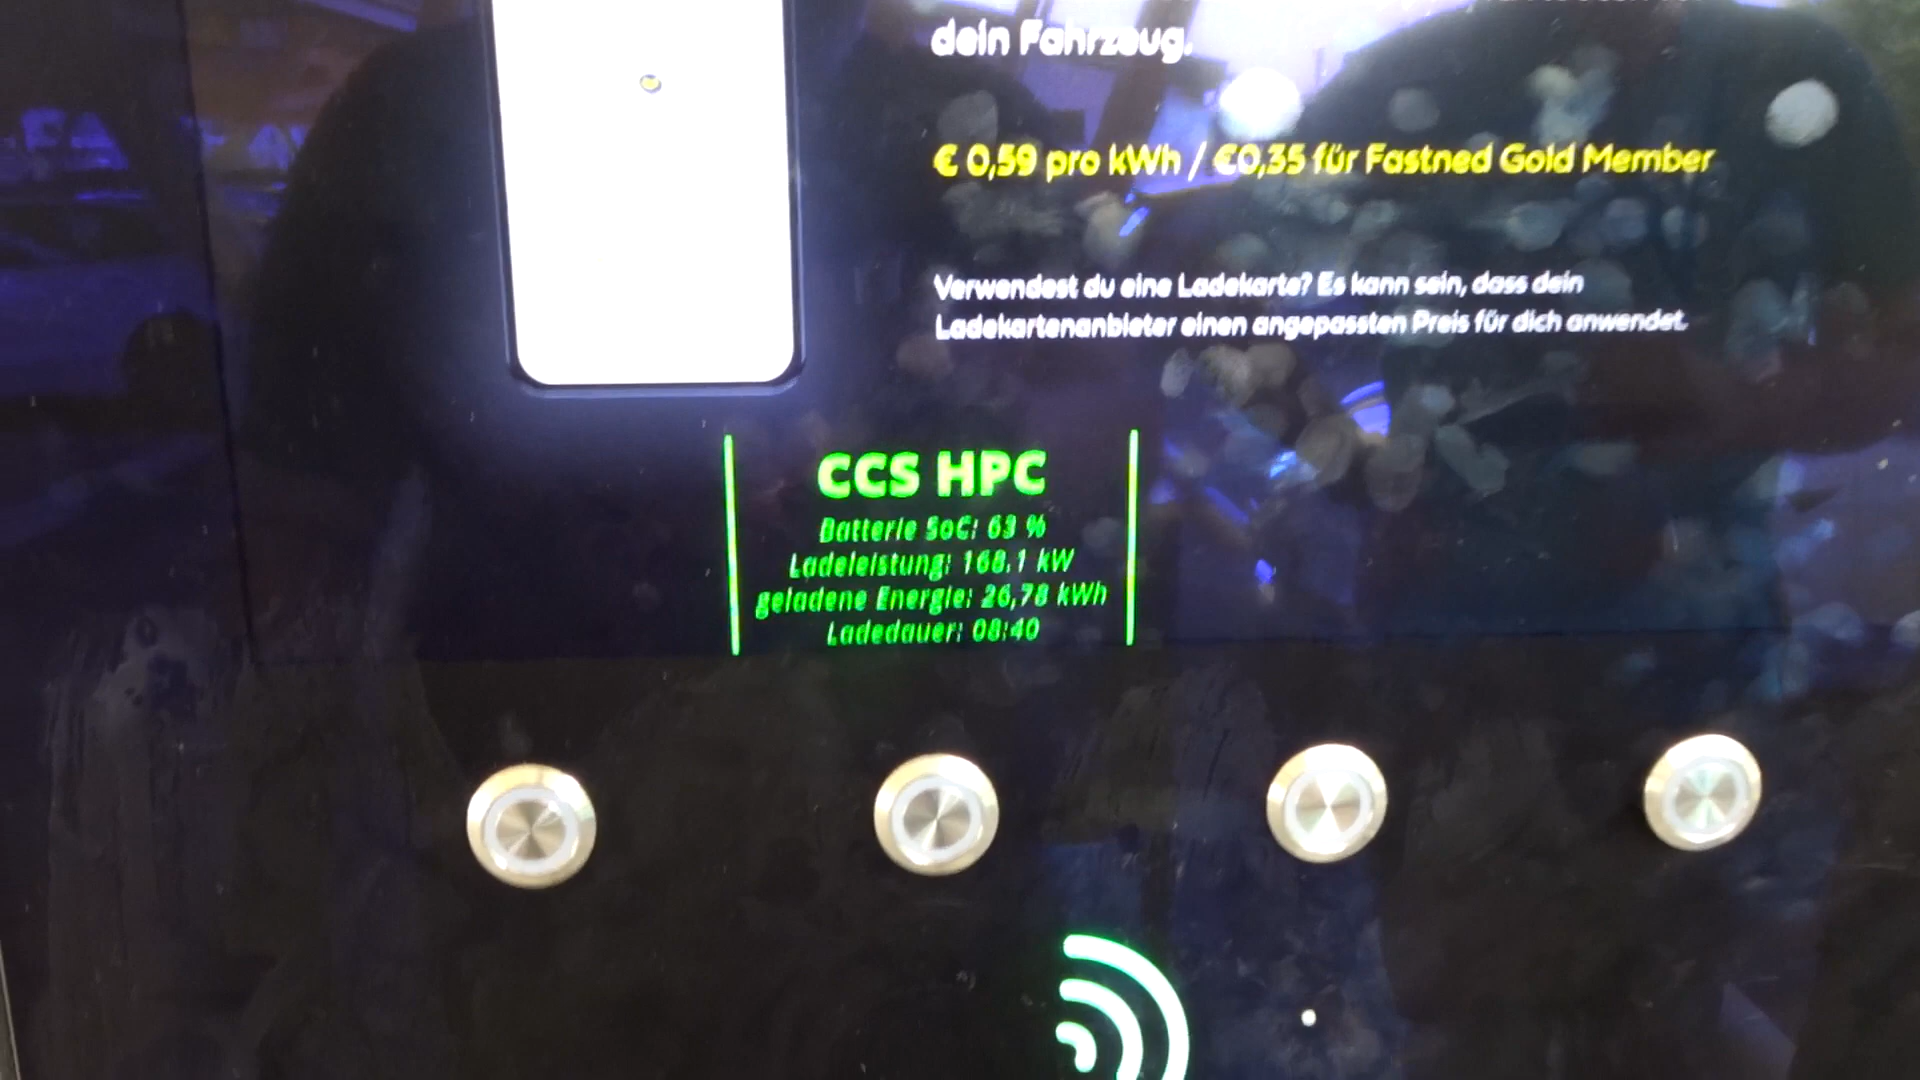 dein Fahrzeug.
€ 0,59 pro kWh / €0,35 für Fastned Gold Member
Verwendest du eine Ladekarte? Es kann sein, dass dein
Ladekartenanbieter einen angepassten Preis für dich anwendet.
CCS HPC
Batterie SoC: 63 %
Ladeleistung: 168.1 kW
geladene Energie: 26,78 kWh
Ladedauer: 08:40